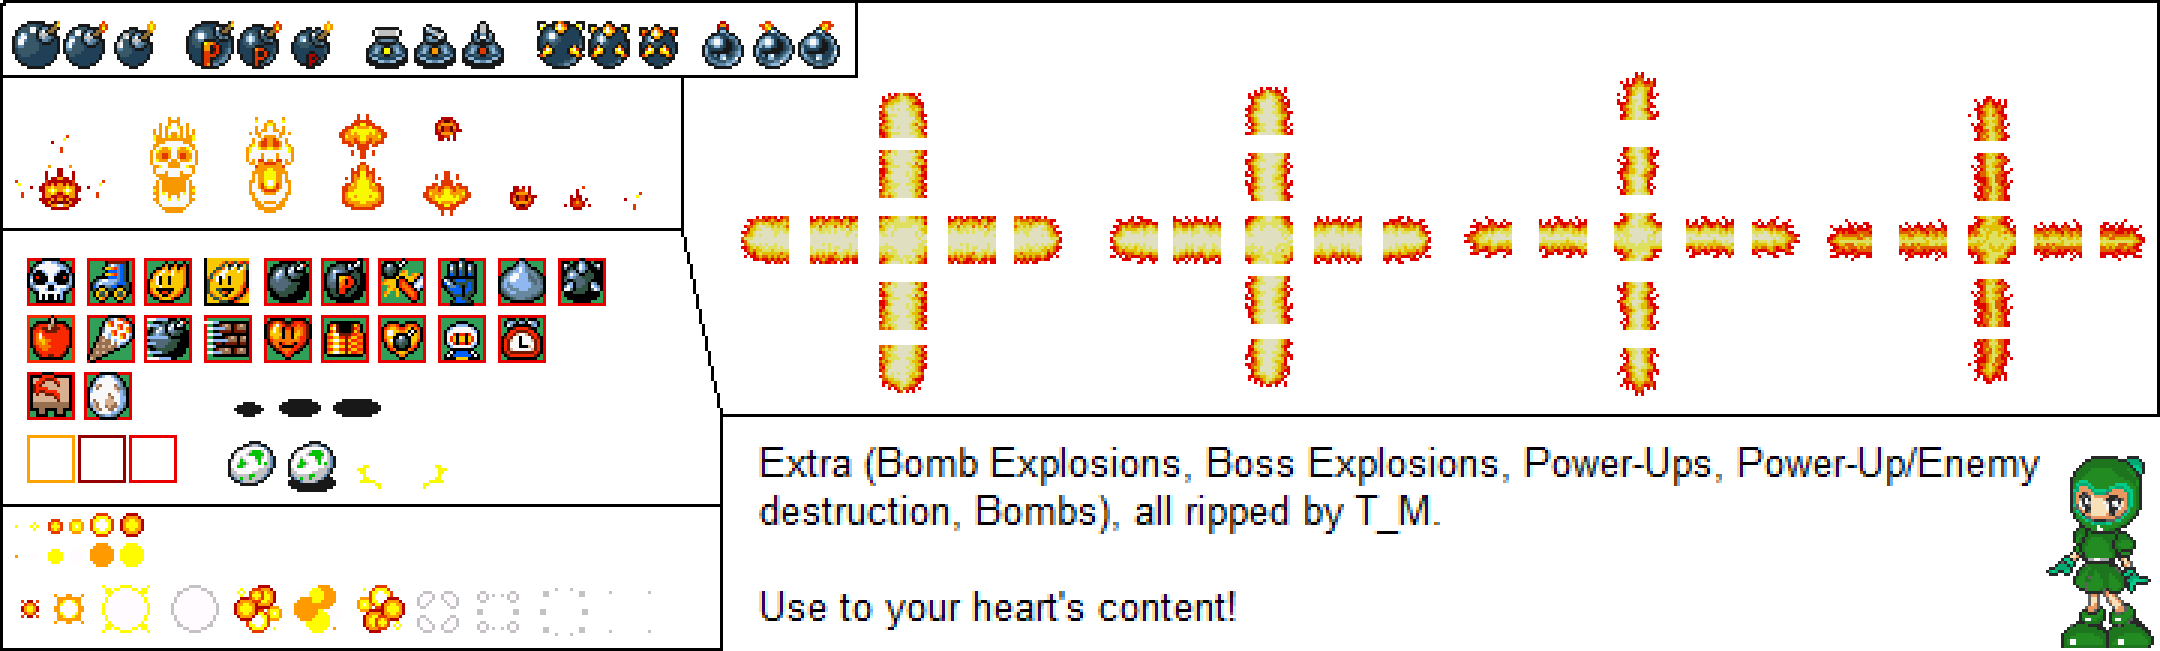 P P P
P
Extra (Bomb Explosions, Boss Explosions, Power-Ups, Power-Up/Enemy
destruction, Bombs), all ripped by T_M.
Use to your heart's content!